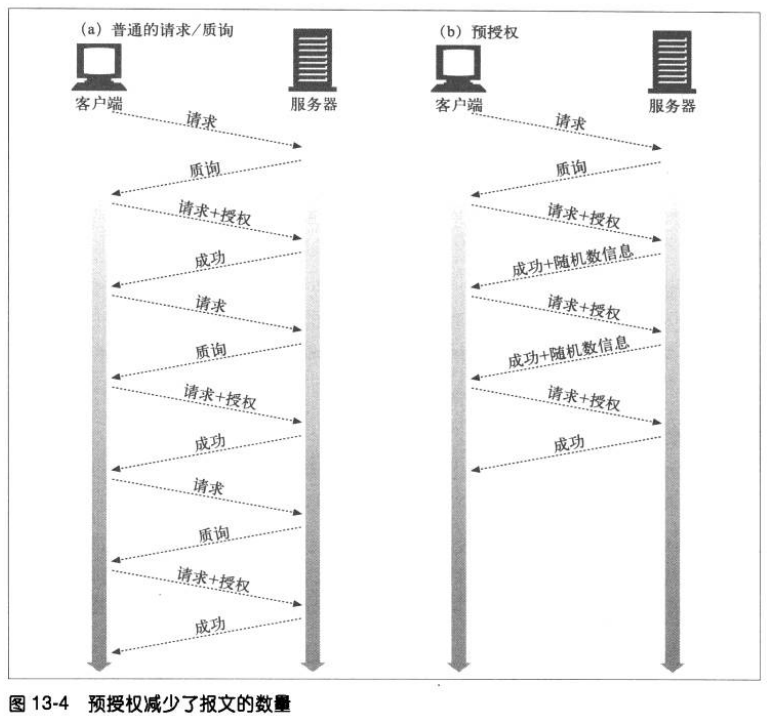 (a) 普通的请求/质询
客户端
服务器
请求
质询
请求+授权
成功
请求
质询
请求+授权
成功
请求
质询
请求+授权
成功
(b) 预授权
客户端
服务器
请求
质询
请求+授权
成功+随机数信息
请求+授权
成功+随机数信息
请求+授权
成功
图 13-4 预授权减少了报文的数量